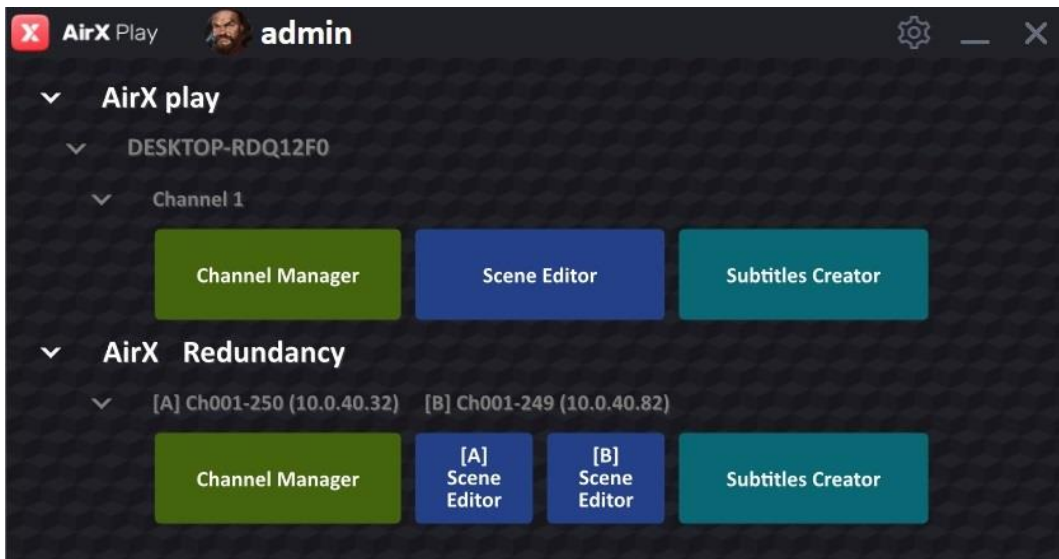 X AirX Play admin
AirX play
DESKTOP-RDQ12F0
Channel 1
Channel Manager Scene Editor Subtitles Creator
AirX Redundancy
[A] Ch001-250 (10.0.40.32) [B] Ch001-249 (10.0.40.82)
Channel Manager
[A]
Scene
Editor
[B]
Scene
Editor
Subtitles Creator